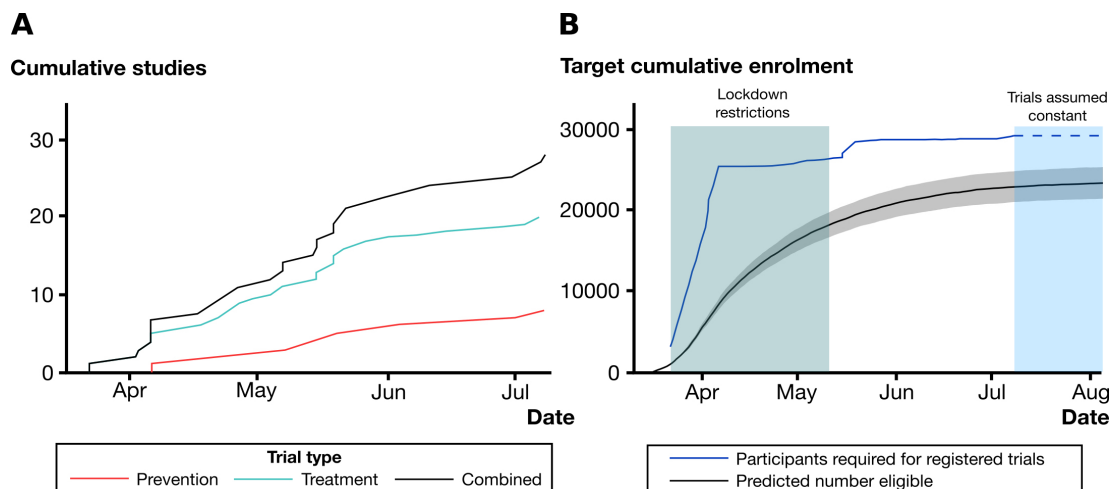 A
Cumulative studies
30
20
10
0
Apr
May
Jun
Jul
Date
Trial type
Prevention
Treatment
Combined
B
Target cumulative enrolment
Lockdown
restrictions
Trials assumed
constant
30000
20000
10000
0
Apr
May
Jun
Jul
Aug
Date
Participants required for registered trials
Predicted number eligible